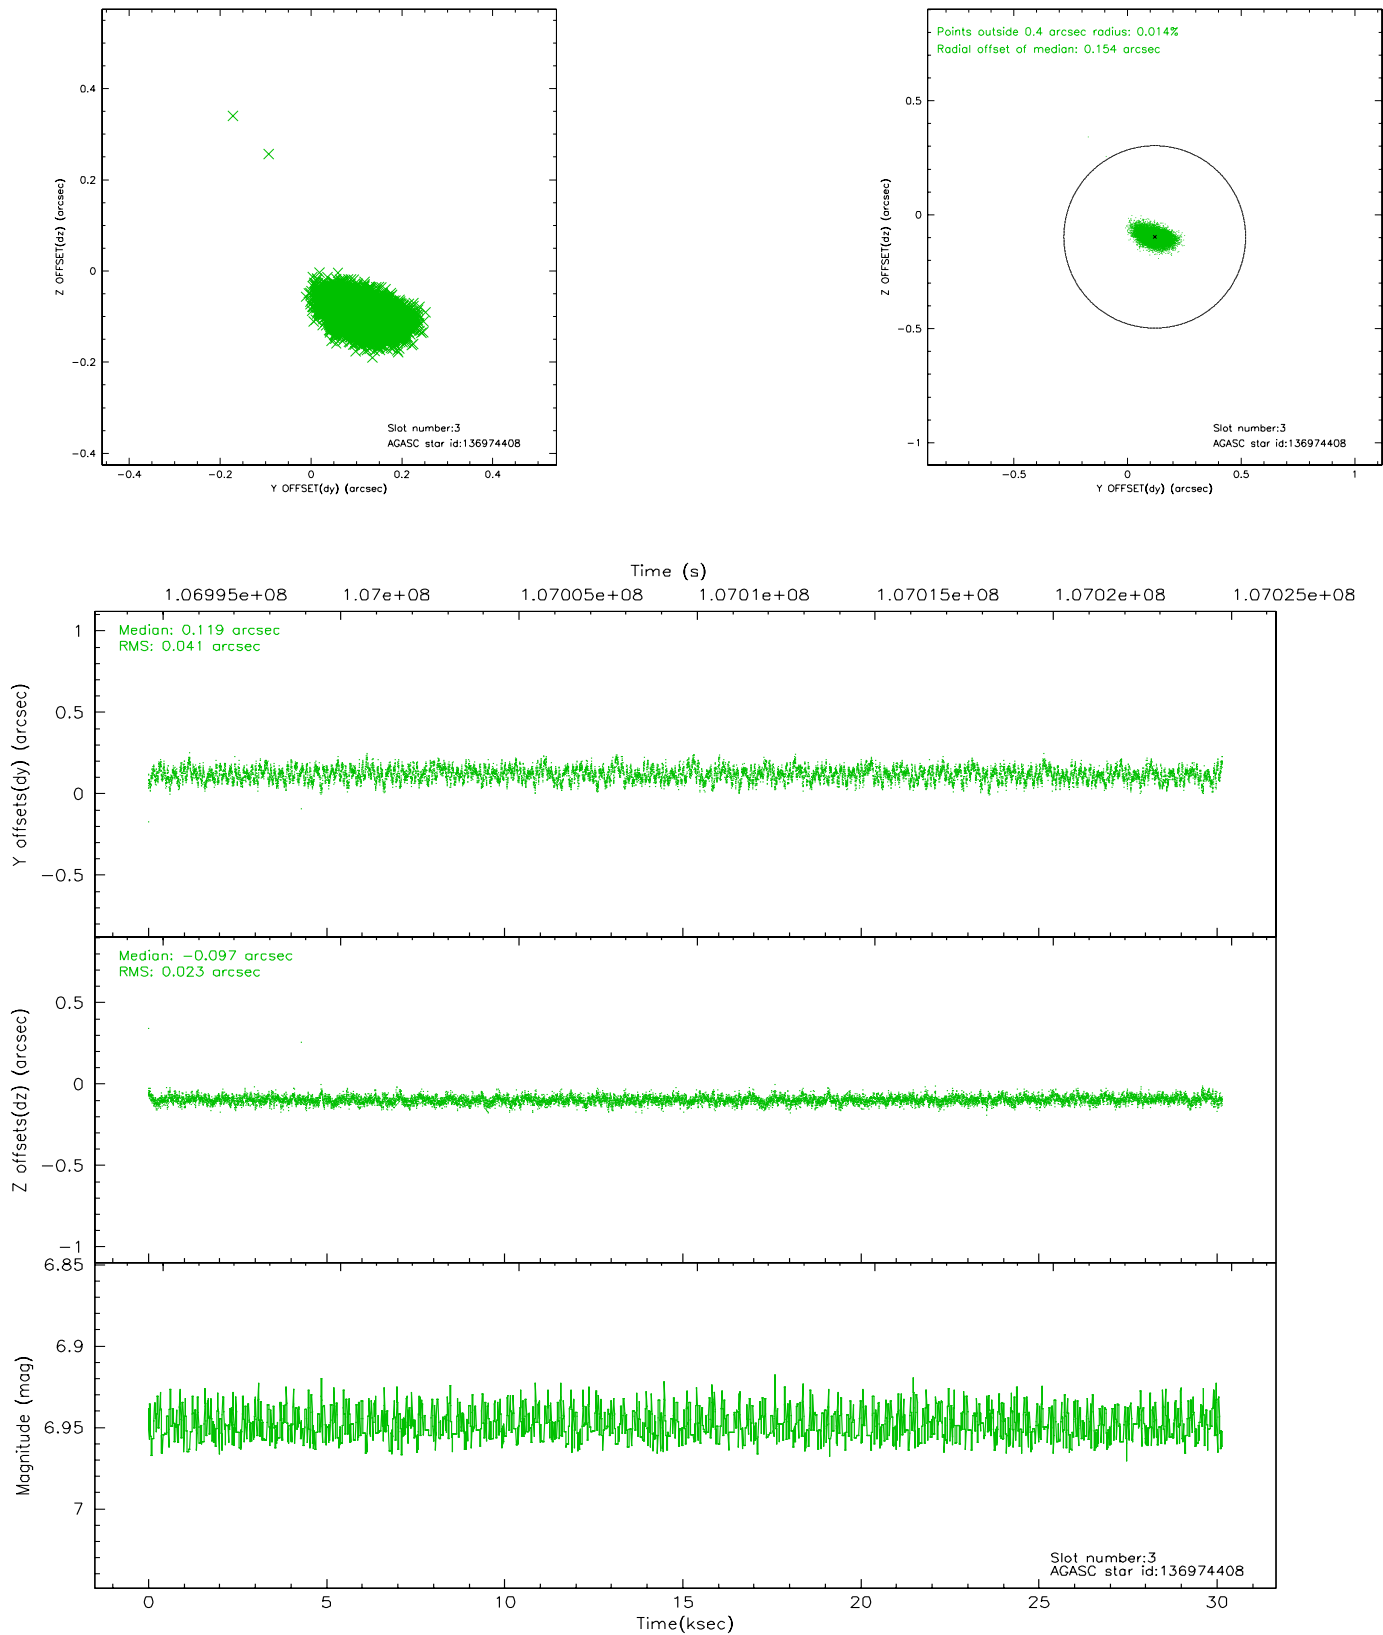 0.4
0.2
0
−0.2
−0.4
Z OFFSET(dz) (arcsec)
−0.4
−0.2
0
0.2
0.4
Y OFFSET(dy) (arcsec)
Slot number:3
AGASC star id:136974408
Points outside 0.4 arcsec radius: 0.014%
Radial offset of median: 0.154 arcsec
0.5
0
−0.5
−1
Z OFFSET(dz) (arcsec)
−0.5
0
0.5
1
Y OFFSET(dy) (arcsec)
Slot number:3
AGASC star id:136974408
Time (s)
1.06995e+08
1.07e+08
1.07005e+08
1.0701e+08
1.07015e+08
1.0702e+08
1.07025e+08
Median: 0.119 arcsec
RMS: 0.041 arcsec
1
0.5
0
−0.5
Y offsets(dy) (arcsec)
Median: −0.097 arcsec
RMS: 0.023 arcsec
0.5
0
−0.5
−1
Z offsets(dz) (arcsec)
6.85
6.9
6.95
7
Magnitude (mag)
Slot number:3
AGASC star id:136974408
0
5
10
15
20
25
30
Time(ksec)